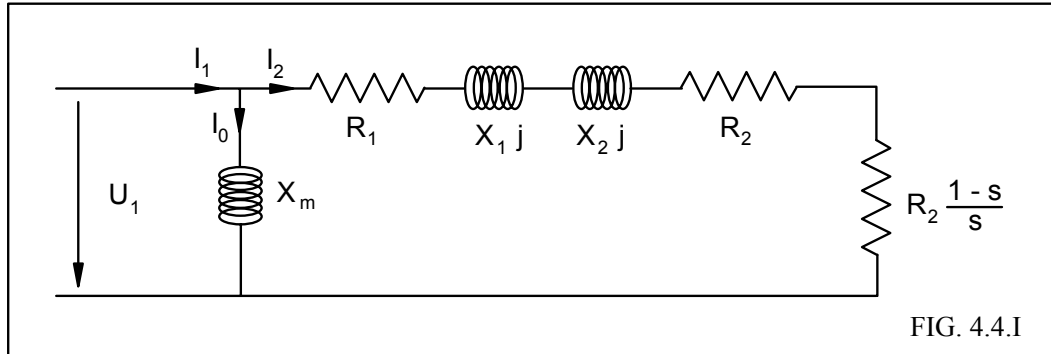 I1 I2
I0
R1 X1 j X2 j R2
U1 Xm R2 1 - s
s
FIG. 4.4.I